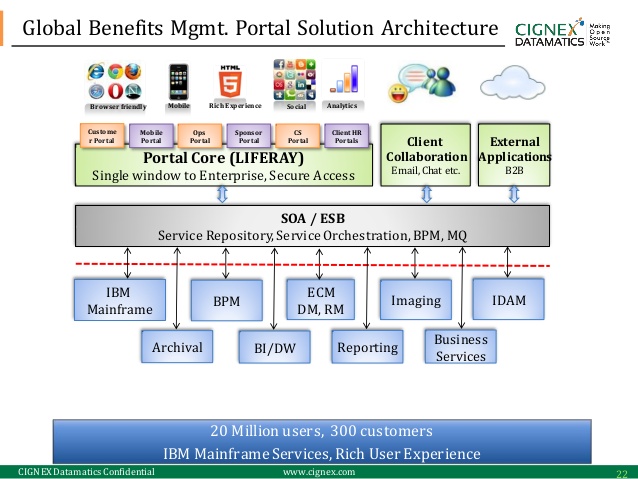 Global Benefits Mgmt. Portal Solution Architecture
CIGNEX
DATAMATICS
Making
Open
Source
Work
Browser friendly
Mobile
HTML
5
Rich Experience
Social
Analytics
Custome
r Portal
Mobile
Portal
Ops
Portal
Sponsor
Portal
CS
Portal
Client HR
Portals
Portal Core (LIFERAY)
Single window to Enterprise, Secure Access
Client
Collaboration
Email, Chat etc.
External
Applications
B2B
SOA / ESB
Service Repository, Service Orchestration, BPM, MQ
IBM
Mainframe
BPM
ECM
DM, RM
Imaging
IDAM
Archival
BI/DW
Reporting
Business
Services
20 Million users, 300 customers
IBM Mainframe Services, Rich User Experience
CIGNEX Datamatics Confidential
www.cignex.com
22